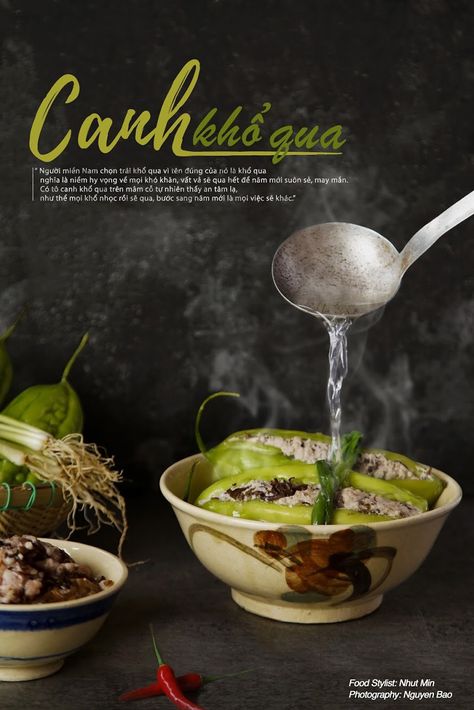 Canh khổ qua
" Người miền Nam chọn trái khổ qua vì tên đúng của nó là khổ qua
nghĩa là niềm hy vọng về mọi khó khăn, vất vả sẽ qua hết để năm mới suôn sẻ, may mắn.
Có tô canh khổ qua trên mâm cỗ tự nhiên thấy an tâm lạ,
như thể mọi khổ nhọc rồi sẽ qua, bước sang năm mới là mọi việc sẽ khác."
Food Stylist: Nhut Min
Photography: Nguyen Bao